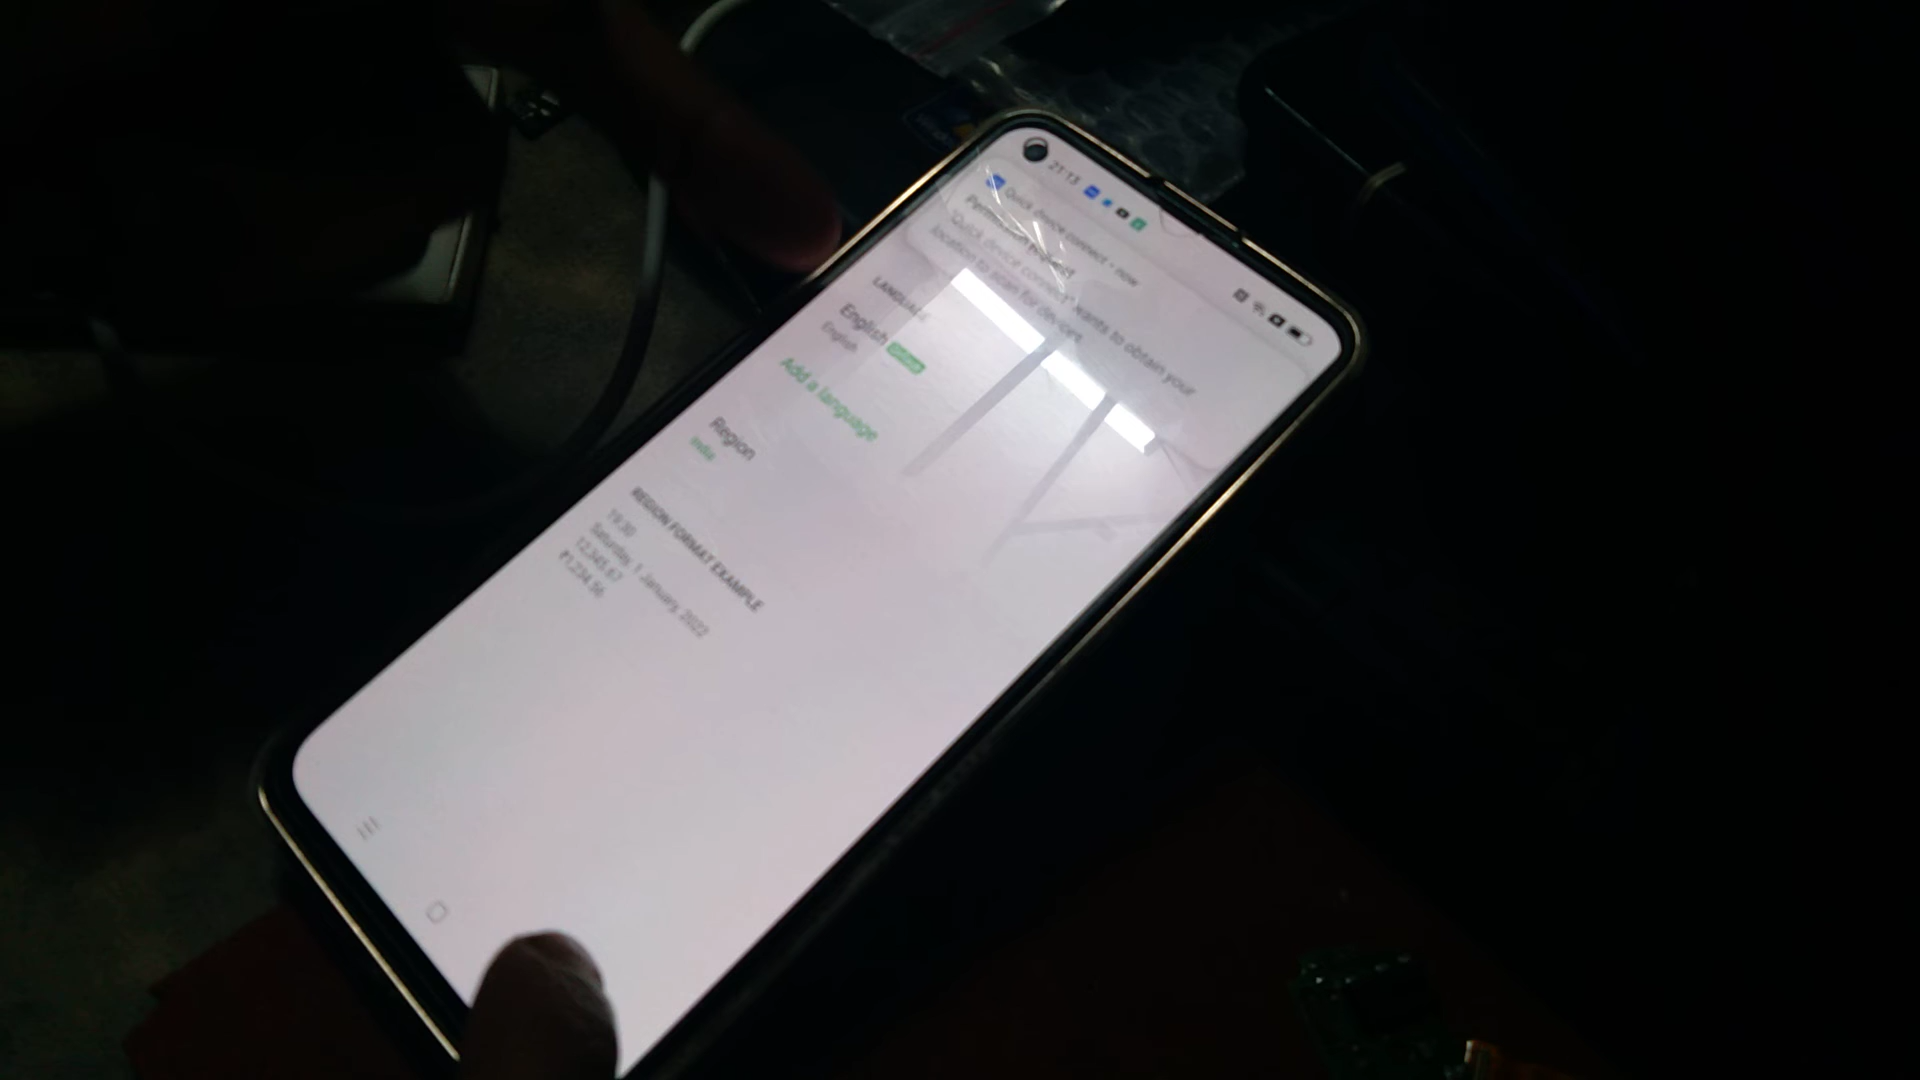 21:13
Quick device connect • now
Permission request
"Quick device connect" wants to obtain your
location to scan for devices.
LANGUAGE
English
English
Add a language
Region
India
REGION FORMAT EXAMPLE
19:30
Saturday, 1 January, 2022
12,345.67
₹1,234.56